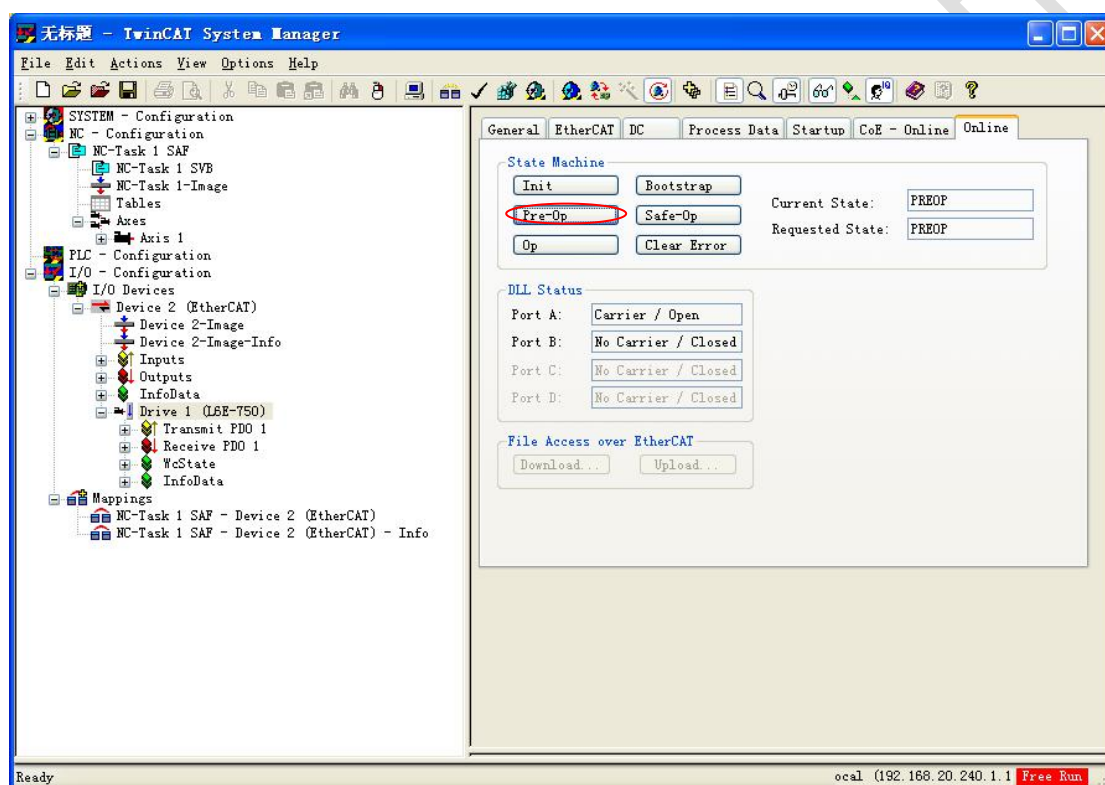 无标题 - TwinCAT System Manager
File Edit Actions View Options Help
SYSTEM - Configuration
NC - Configuration
NC-Task 1 SAF
NC-Task 1 SVB
NC-Task 1-Image
Tables
Axes
Axis 1
PLC - Configuration
I/O - Configuration
I/O Devices
Device 2 (EtherCAT)
Device 2-Image
Device 2-Image-Info
Inputs
Outputs
InfoData
Drive 1 (L6E-750)
Transmit PDO 1
Receive PDO 1
WcState
InfoData
Mappings
NC-Task 1 SAF - Device 2 (EtherCAT)
NC-Task 1 SAF - Device 2 (EtherCAT) - Info
General EtherCAT DC Process Data Startup CoE - Online Online
State Machine
Init Bootstrap
Pre-Op Safe-Op
Op Clear Error
Current State: PREOP
Requested State: PREOP
DLL Status
Port A: Carrier / Open
Port B: No Carrier / Closed
Port C: No Carrier / Closed
Port D: No Carrier / Closed
File Access over EtherCAT
Download... Upload...
Ready ocal (192.168.20.240.1.1 Free Run